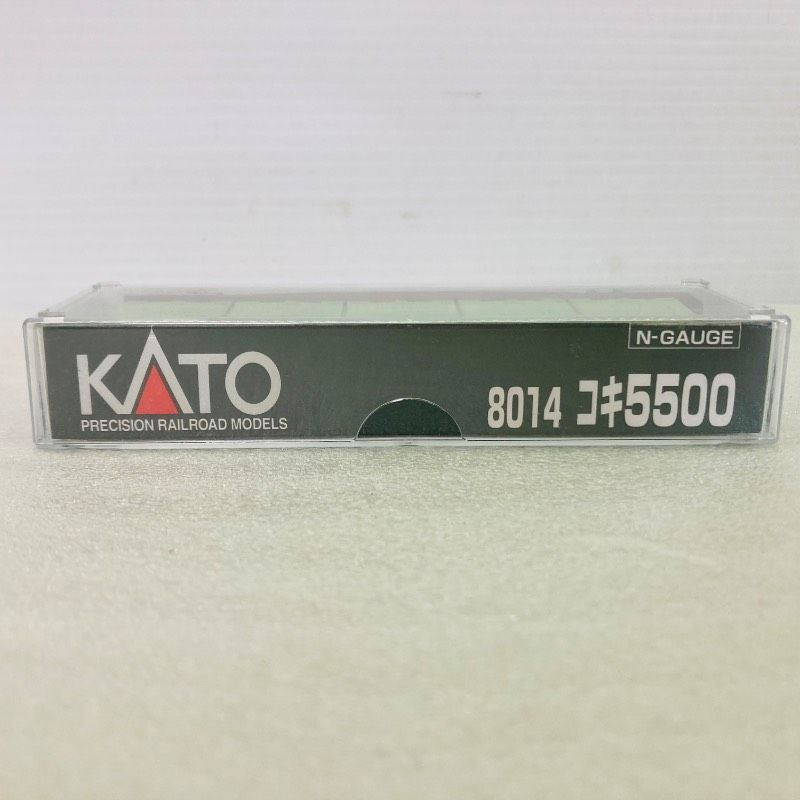 KATO
PRECISION RAILROAD MODELS
N-GAUGE
8014 コキ5500